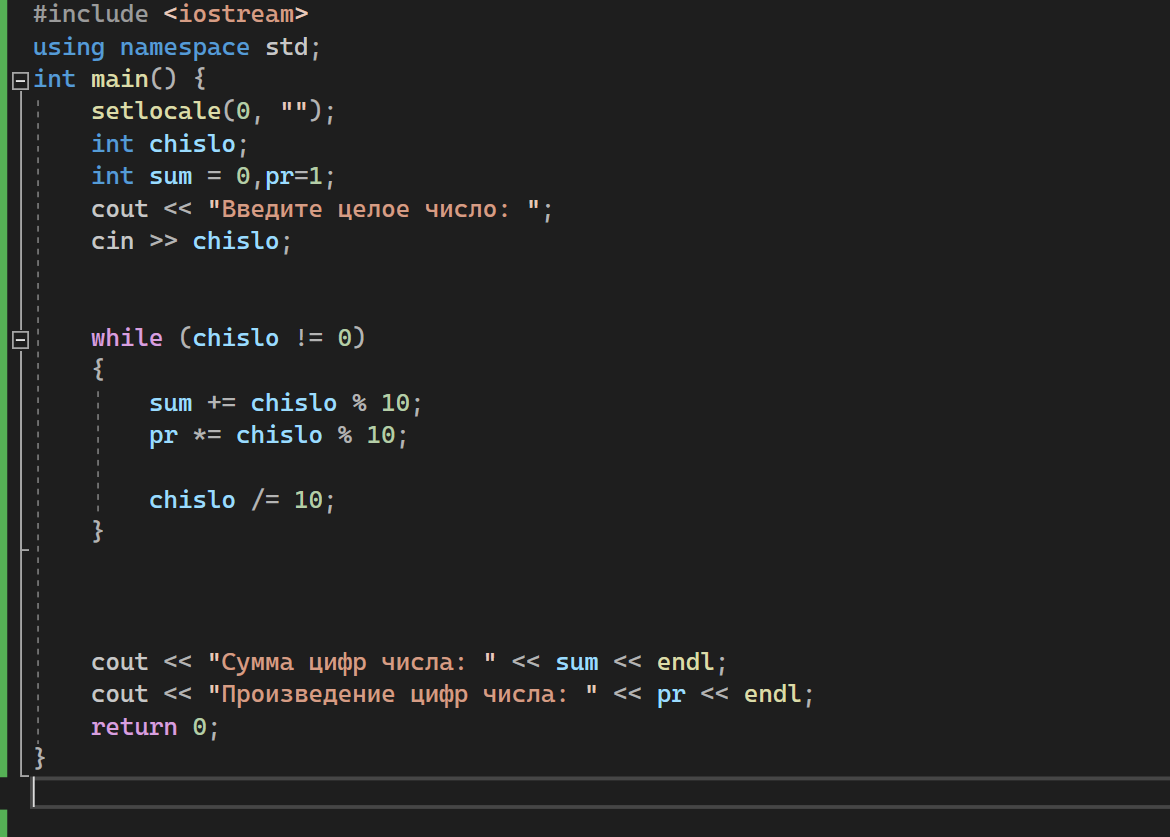 #include <iostream>
using namespace std;
int main() {
setlocale(0, "");
int chislo;
int sum = 0,pr=1;
cout << "Введите целое число: ";
cin >> chislo;
while (chislo != 0)
{
sum += chislo % 10;
pr *= chislo % 10;
chislo /= 10;
}
cout << "Сумма цифр числа: " << sum << endl;
cout << "Произведение цифр числа: " << pr << endl;
return 0;
}